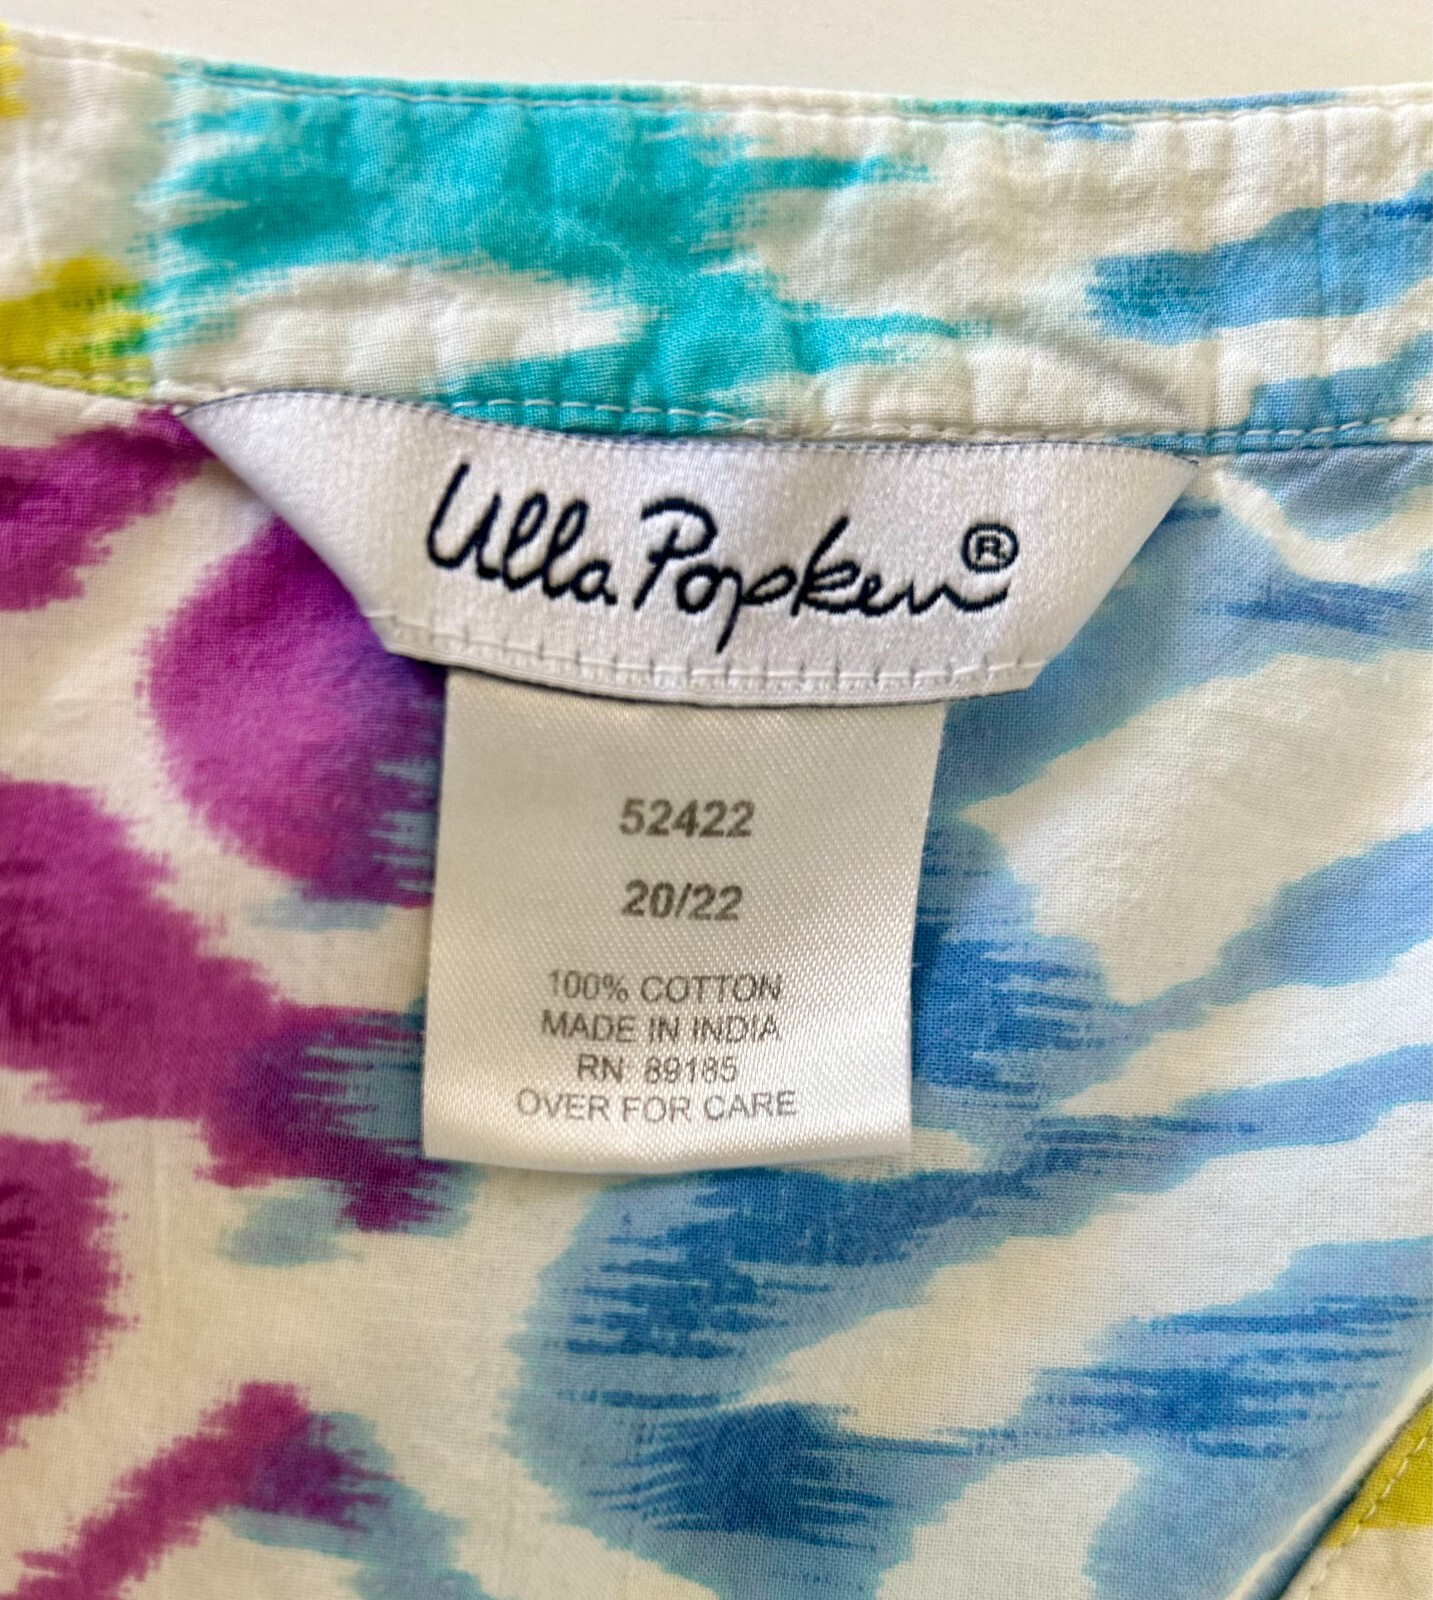 Ulla Popken®
52422
20/22
100% COTTON
MADE IN INDIA
RN 89185
OVER FOR CARE